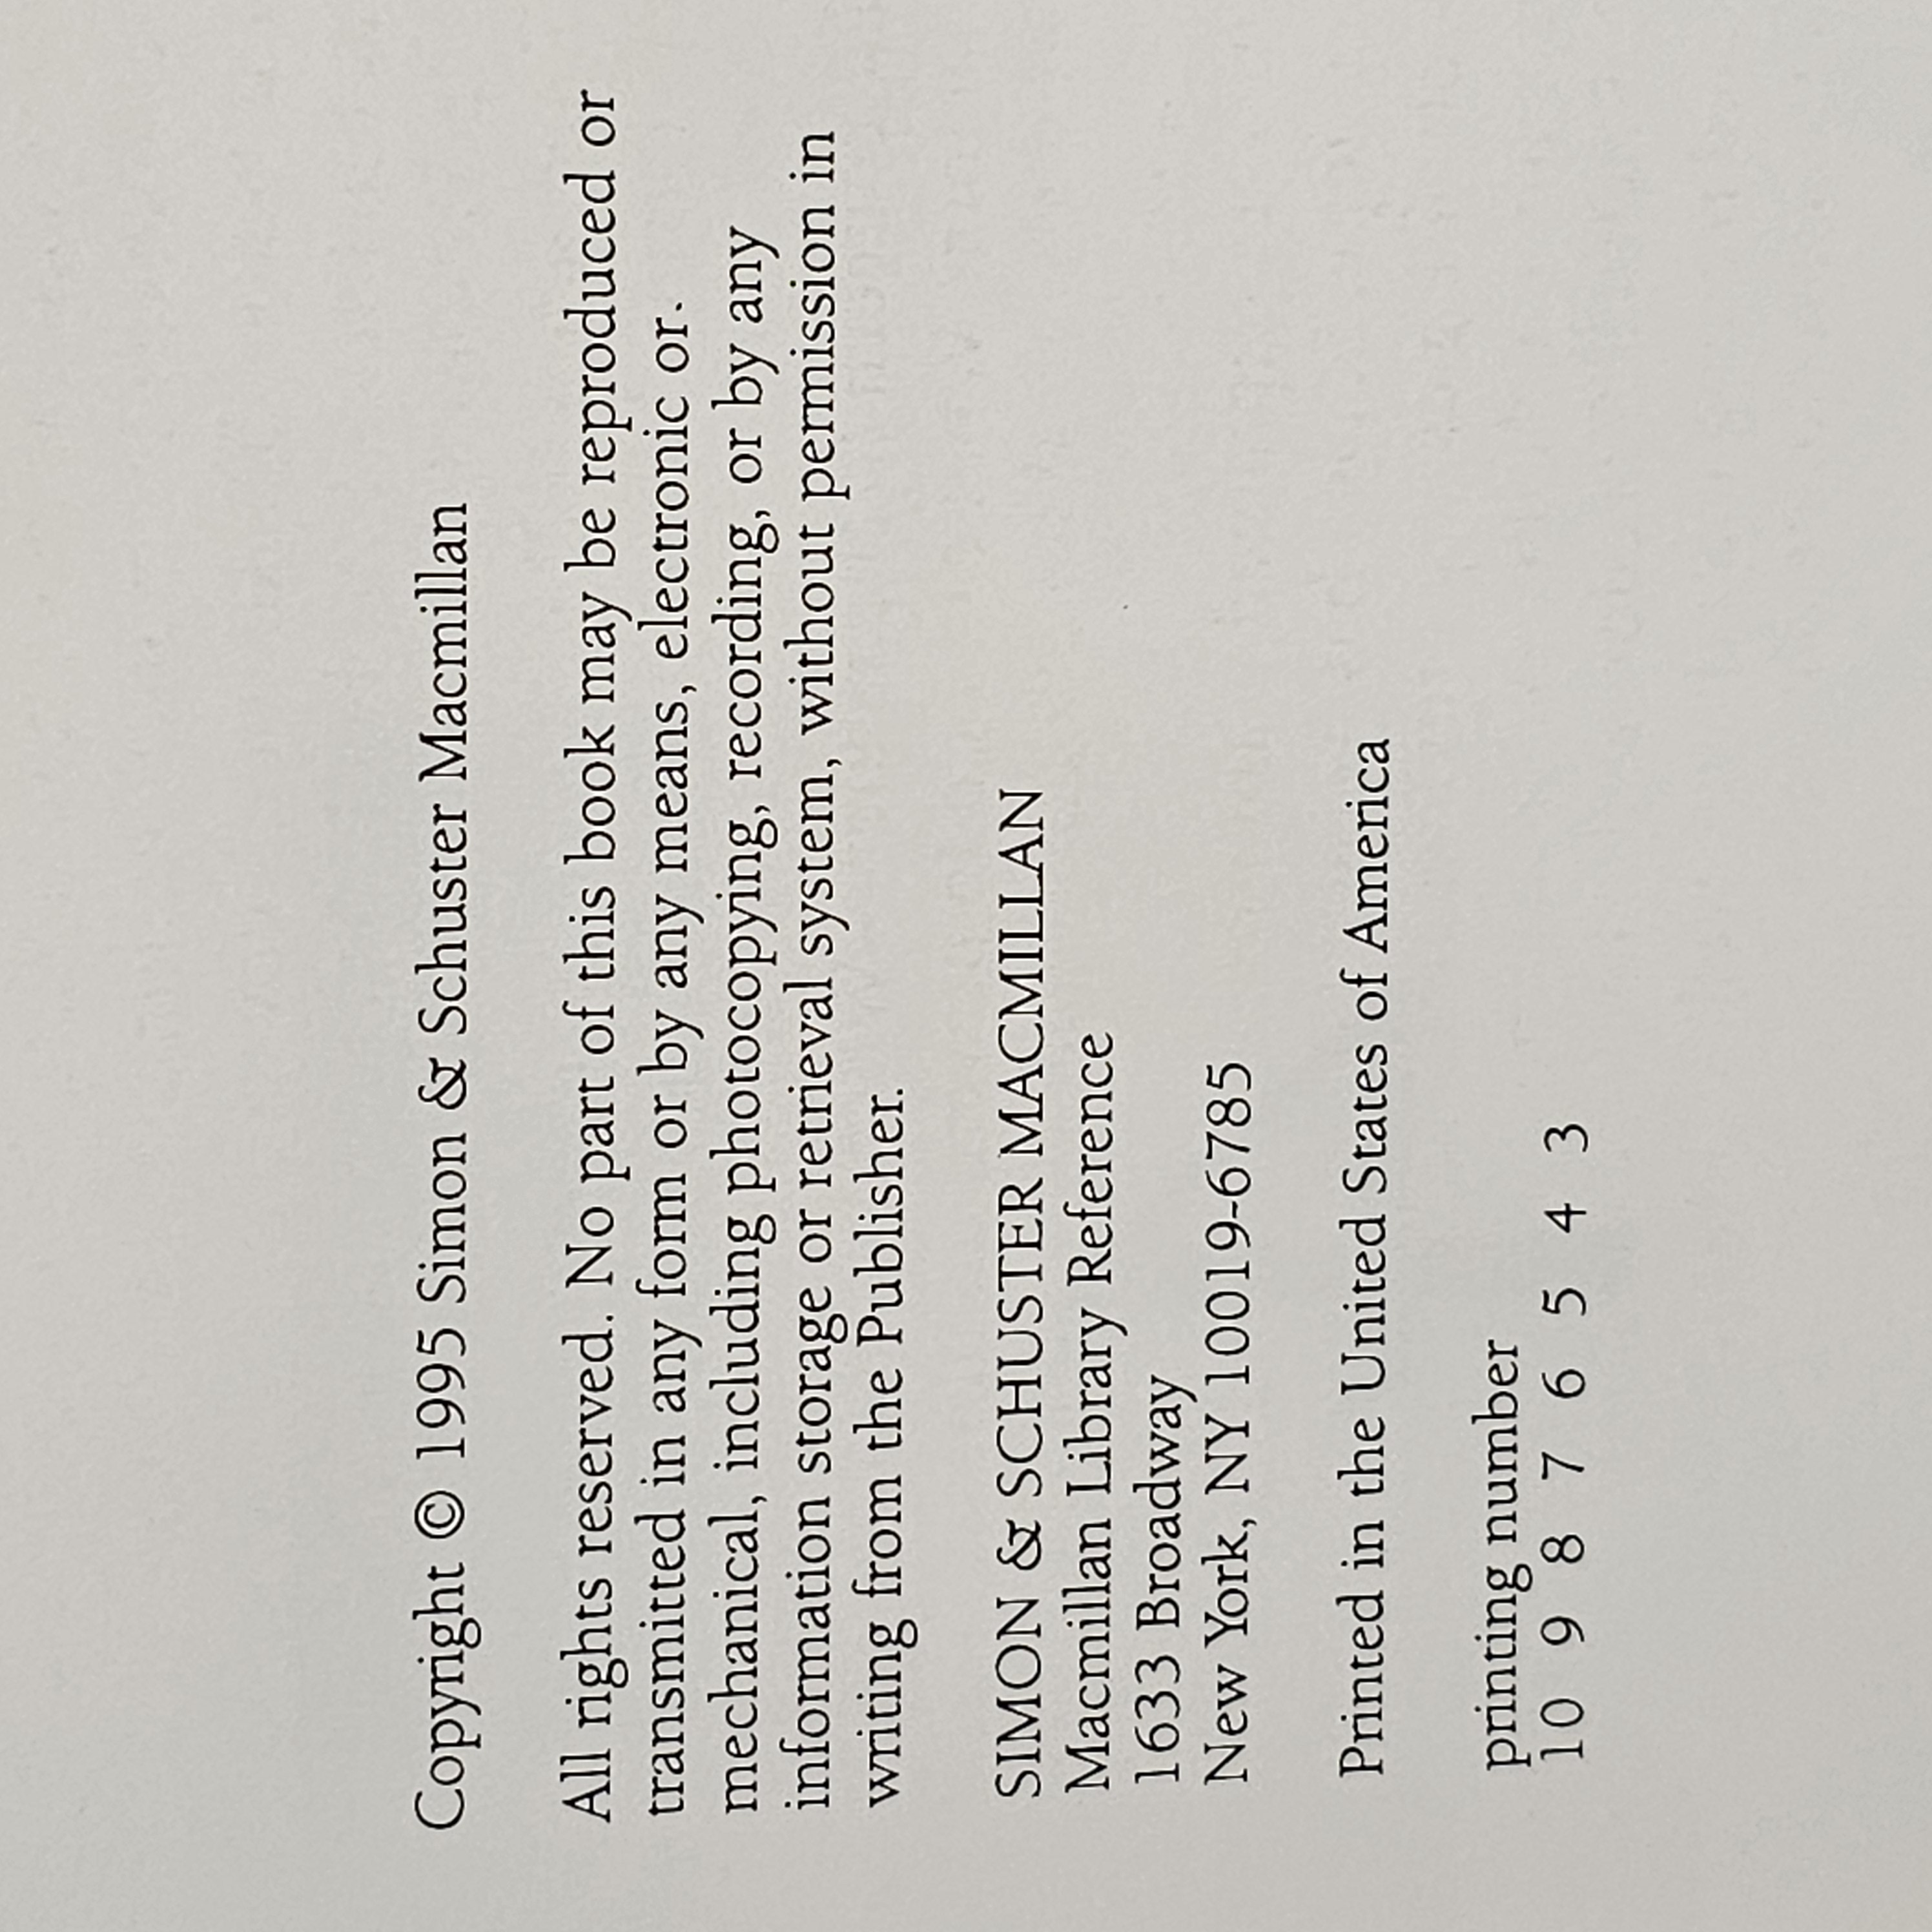 Copyright © 1995 Simon & Schuster Macmillan
All rights reserved. No part of this book may be reproduced or
transmitted in any form or by any means, electronic or.
mechanical, including photocopying, recording, or by any
information storage or retrieval system, without permission in
writing from the Publisher.
SIMON & SCHUSTER MACMILLAN
Macmillan Library Reference
1633 Broadway
New York, NY 10019-6785
Printed in the United States of America
printing number
10 9 8 7 6 5 4 3